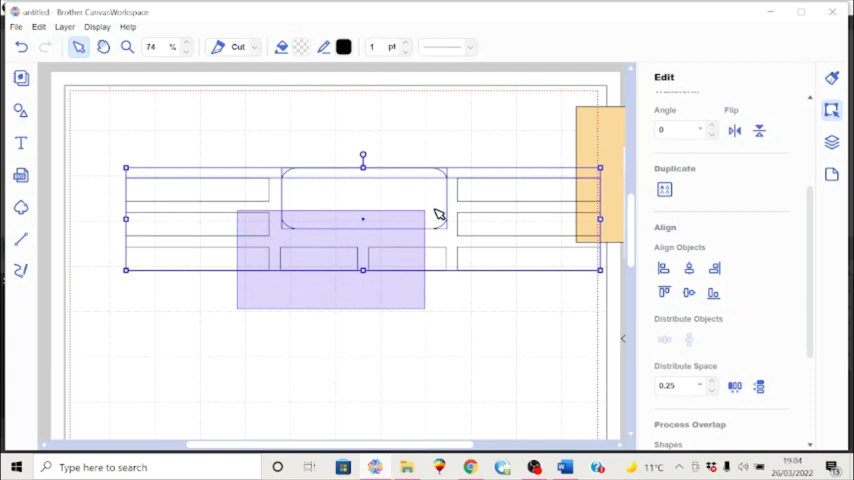 untitled - Brother CanvasWorkspace
File Edit Layer Display Help
74 % Cut 1 pt
Edit
Angle Flip
0 °
Duplicate
Align
Align Objects
Distribute Objects
Distribute Space
0.25 "
Process Overlap
Shapes
Type here to search
11°C
19.04
26/03/2022